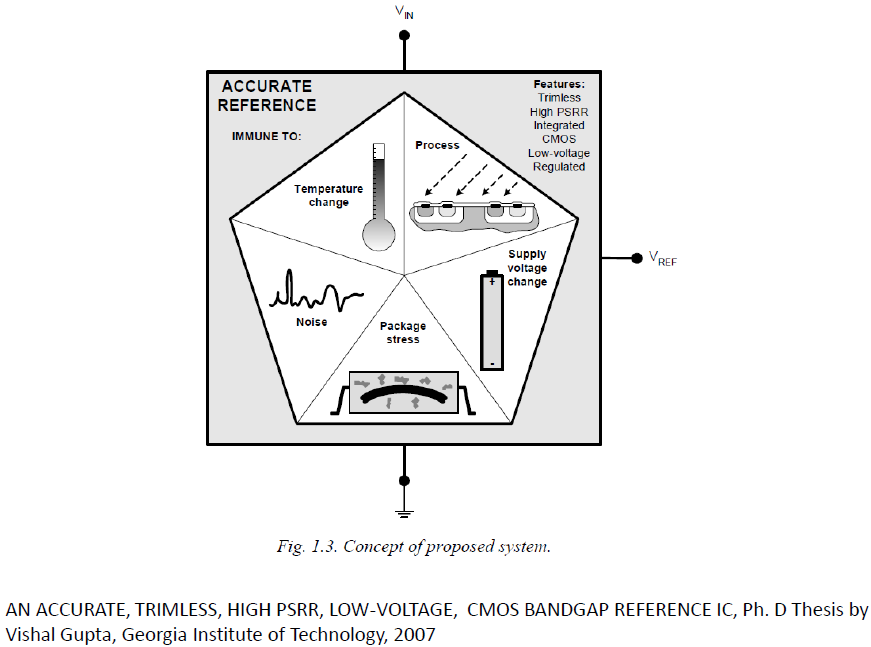 V_IN
ACCURATE
REFERENCE
IMMUNE TO:
Features:
Trimless
High PSRR
Integrated
CMOS
Low-voltage
Regulated
Process
Temperature
change
Supply
voltage
change
+
-
V_REF
Noise
Package
stress
Fig. 1.3. Concept of proposed system.
AN ACCURATE, TRIMLESS, HIGH PSRR, LOW-VOLTAGE, CMOS BANDGAP REFERENCE IC, Ph. D Thesis by
Vishal Gupta, Georgia Institute of Technology, 2007